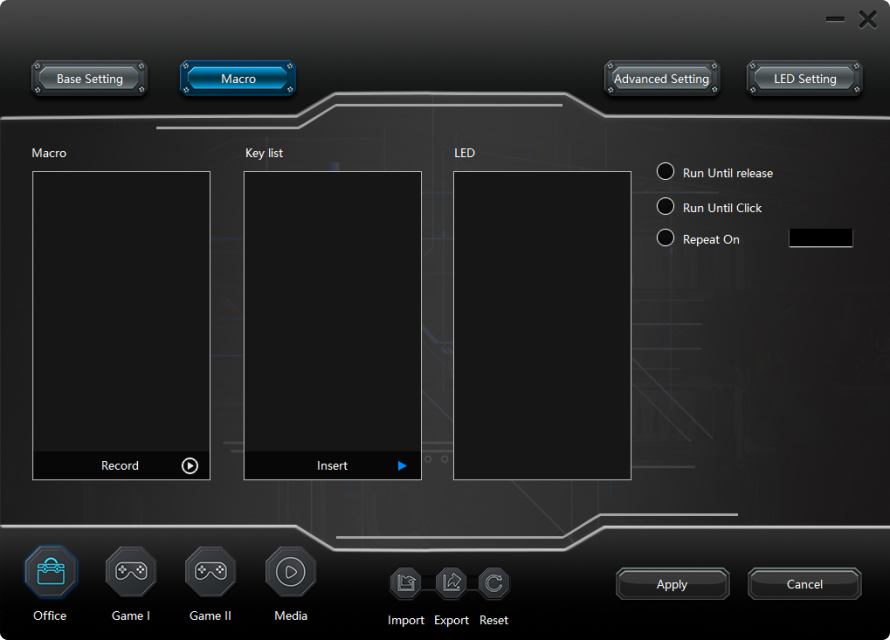 Base Setting
Macro
Advanced Setting
LED Setting
Macro
Key list
LED
Run Until release
Run Until Click
Repeat On
Record
Insert
Office
Game I
Game II
Media
Import
Export
Reset
Apply
Cancel